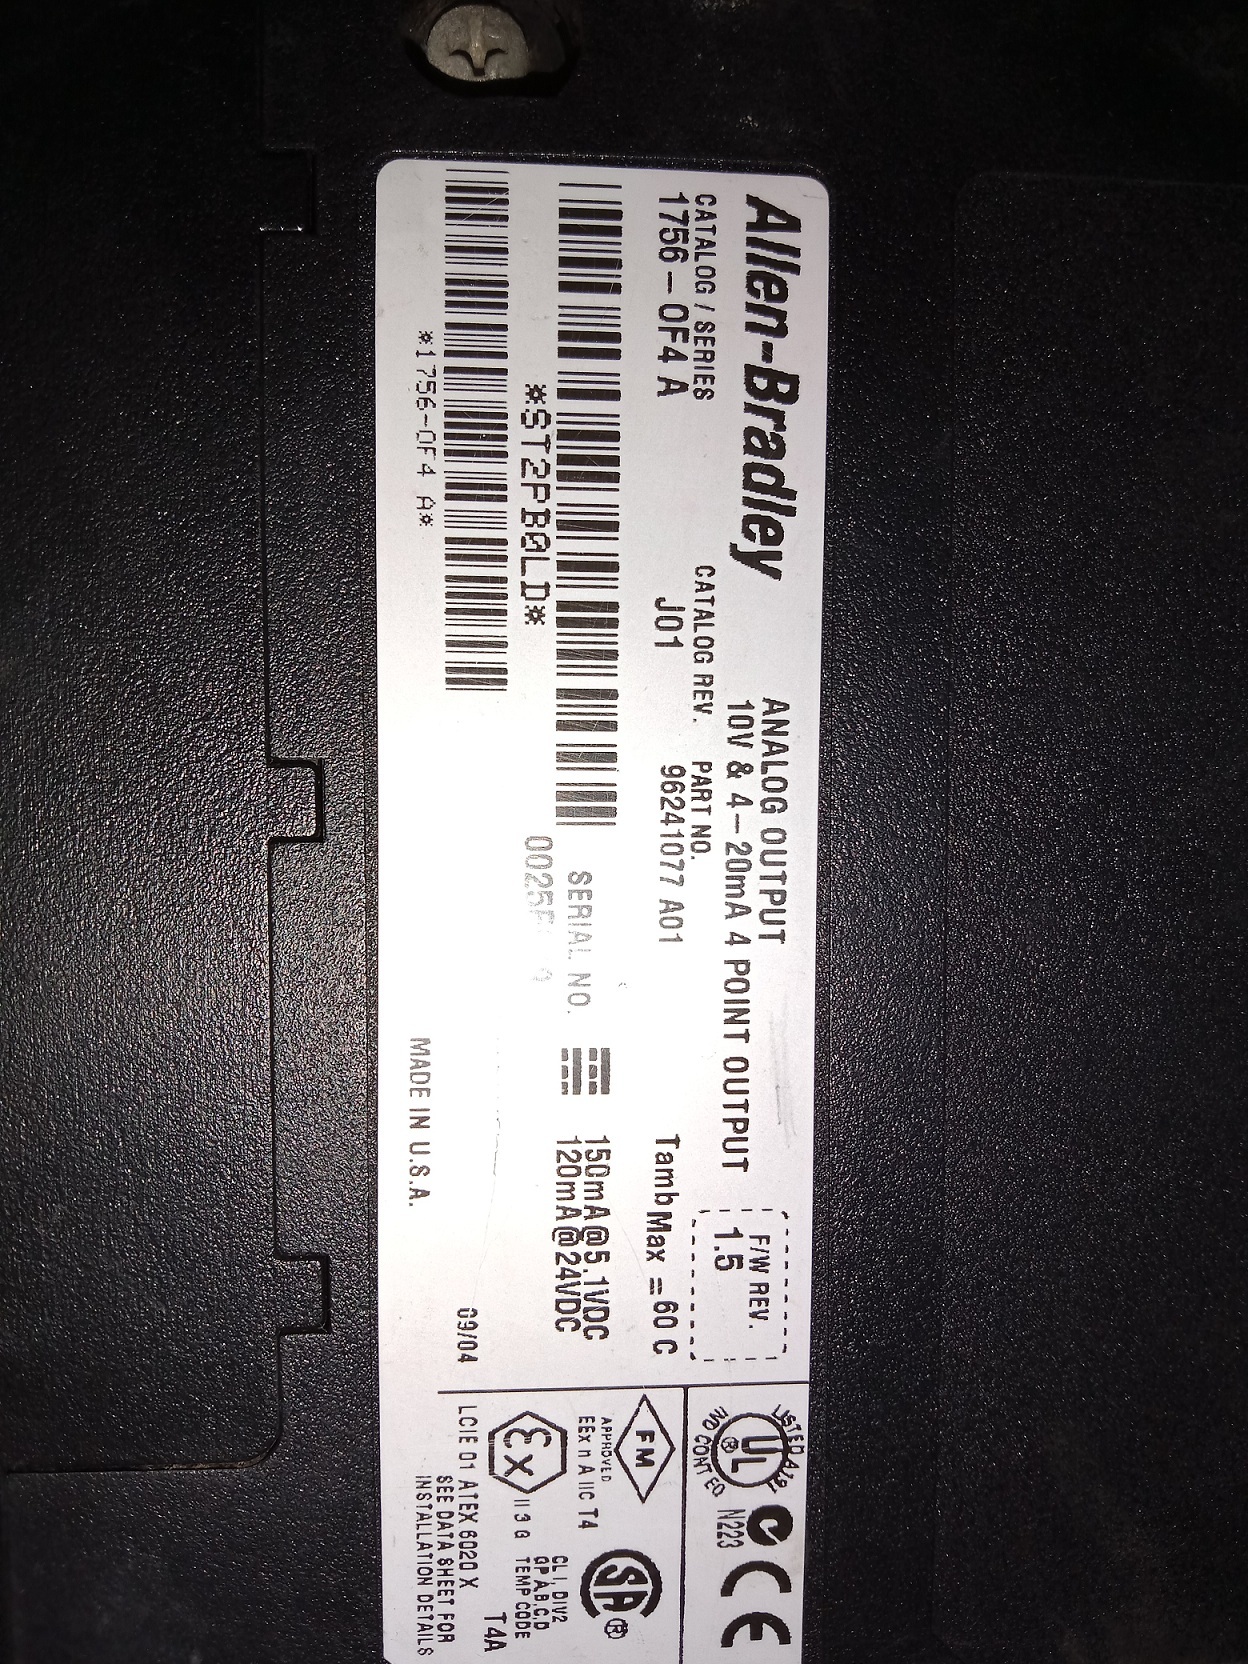 Allen-Bradley
ANALOG OUTPUT
10V & 4-20mA 4 POINT OUTPUT
F/W REV.
1.5
CATALOG / SERIES
1756-OF4 A
CATALOG REV.
J01
PART NO.
96241077 A01
Tamb Max = 60 C
*ST2PB0LD*
SERIAL NO.
150mA@5.1VDC
120mA@24VDC
*1756-OF4 A*
MADE IN U.S.A.
09/04
LISTED
UL
®
CE
N223
FM
APPROVED
EEx n A IIC T4
SA
®
CL I, DIV2
GP A,B,C,D
TEMP CODE
T4A
Ex
II 3 G
LCIE 01 ATEX 6020 X
SEE DATA SHEET FOR
INSTALLATION DETAILS